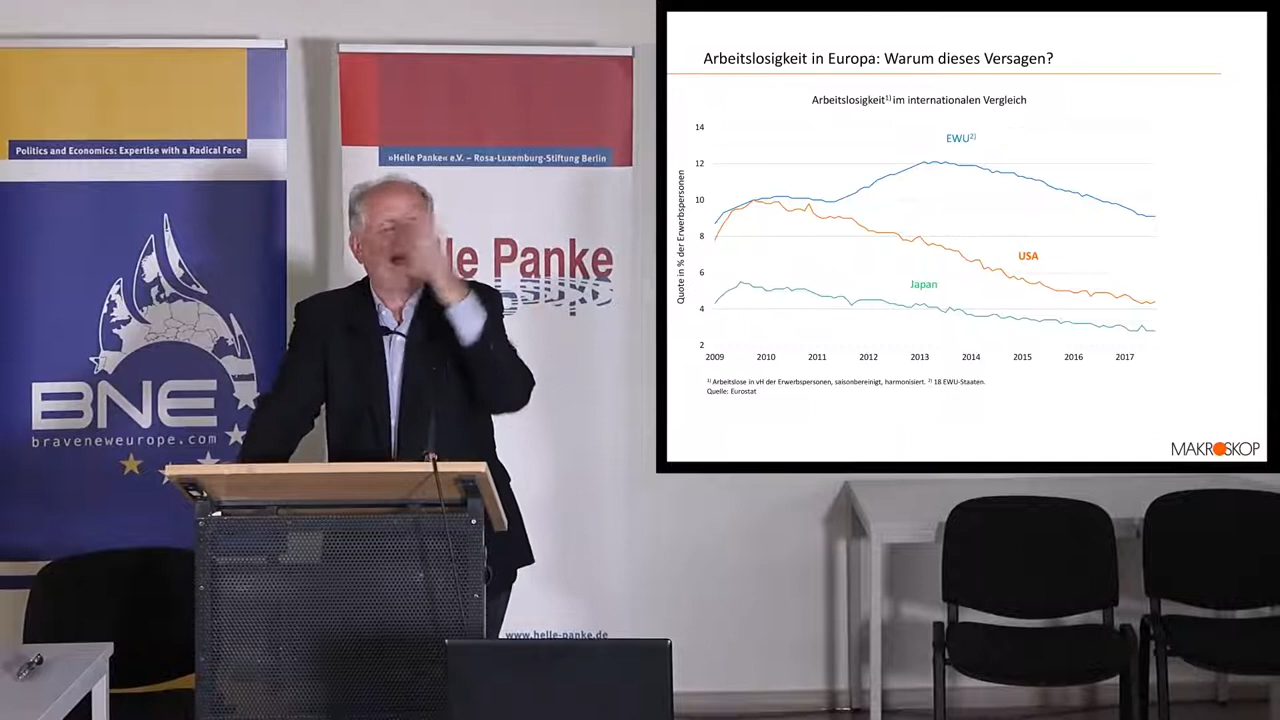 Politics and Economics: Expertise with a Radical Face
BNE
braveneweurope.com
»Helle Panke« e.V. – Rosa-Luxemburg-Stiftung Berlin
le Panke
www.helle-panke.de
Arbeitslosigkeit in Europa: Warum dieses Versagen?
Arbeitslosigkeit¹⁾ im internationalen Vergleich
Quote in % der Erwerbspersonen
14
12
10
8
6
4
2
EWU²⁾
USA
Japan
2009 2010 2011 2012 2013 2014 2015 2016 2017
¹⁾ Arbeitslose in vH der Erwerbspersonen, saisonbereinigt, harmonisiert. ²⁾ 18 EWU-Staaten.
Quelle: Eurostat
MAKROSKOP